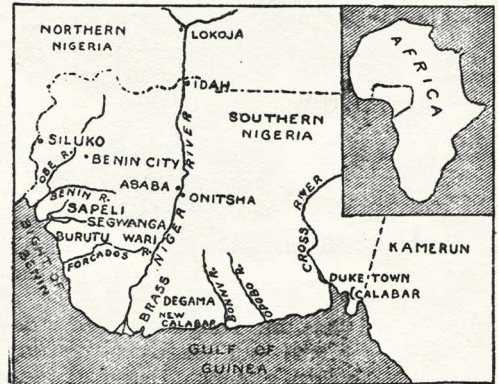 NORTHERN
NIGERIA
LOKOJA
AFRICA
IDAH
SOUTHERN
NIGERIA
SILUKO
OBE R.
BENIN CITY
ASABA
ONITSHA
NIGER RIVER
BENIN R.
SAPELI
SEGWANGA
BURUTU WARI
FORCADOS R.
BIGHT OF
BENIN
BRASS
CROSS RIVER
KAMERUN
DEGAMA
NEW
CALABAR
BONNY R.
OPOBO R.
DUKE TOWN
CALABAR
GULF OF
GUINEA